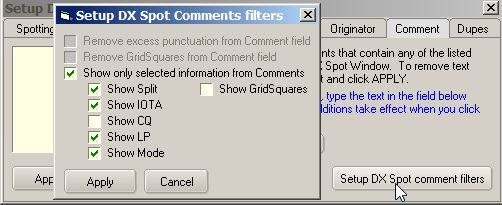 Setup DX Spot Comments filters
Remove excess punctuation from Comment field
Remove GridSquares from Comment field
Show only selected information from Comments
Show Split
Show GridSquares
Show IOTA
Show CQ
Show LP
Show Mode
Apply
Cancel
Spotting
Originator
Comment
Dupes
nts that contain any of the listed
X Spot Window. To remove text
t and click APPLY.
, type the text in the field below
dditions take effect when you click
App
Setup DX Spot comment filters